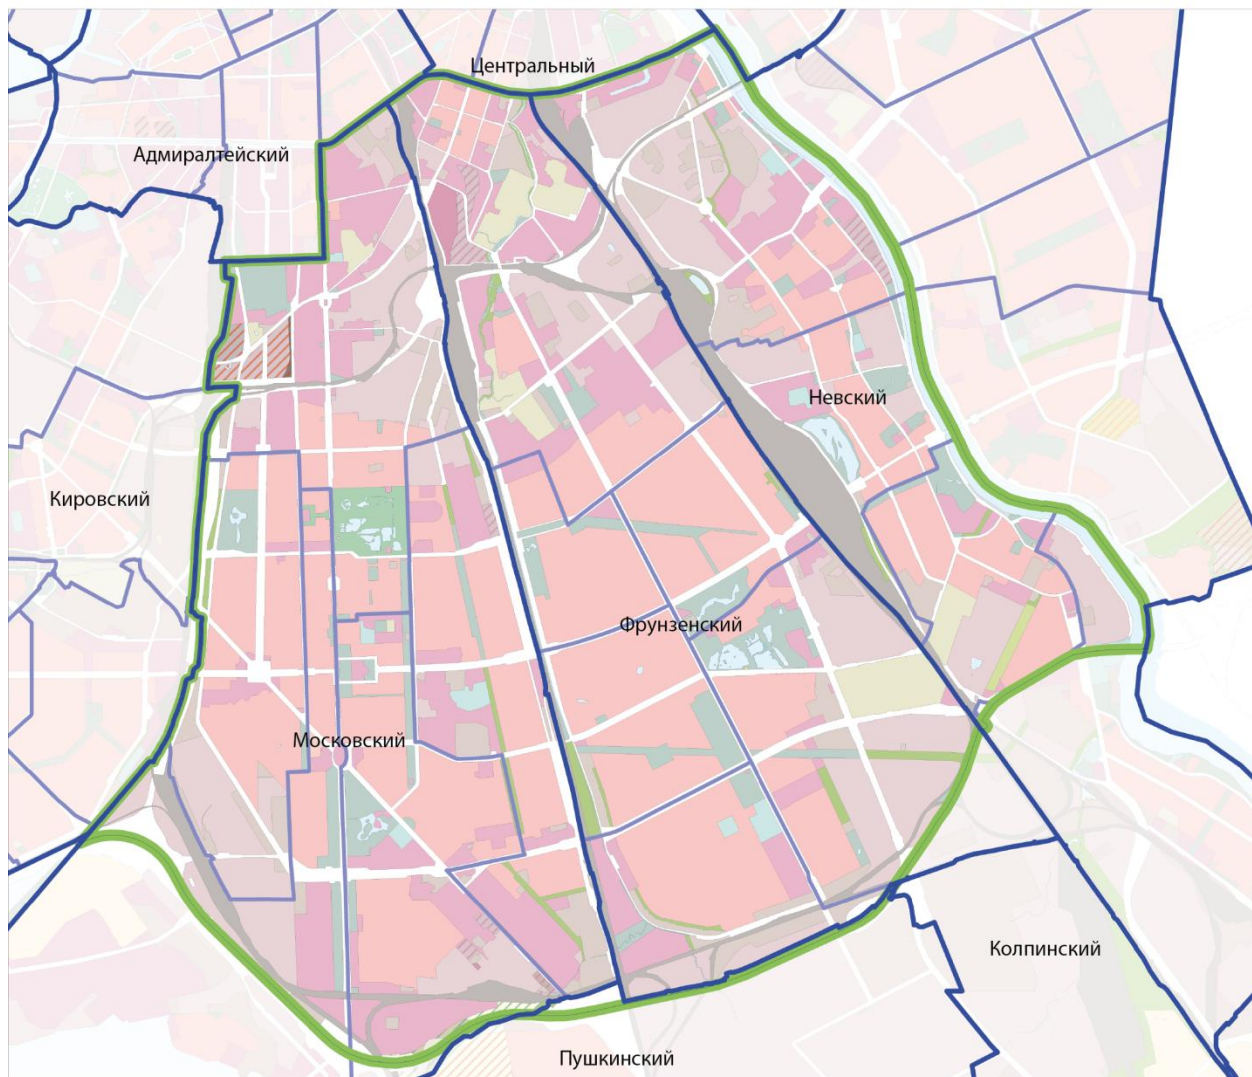 Центральный
Адмиралтейский
Невский
Кировский
Фрунзенский
Московский
Колпинский
Пушкинский